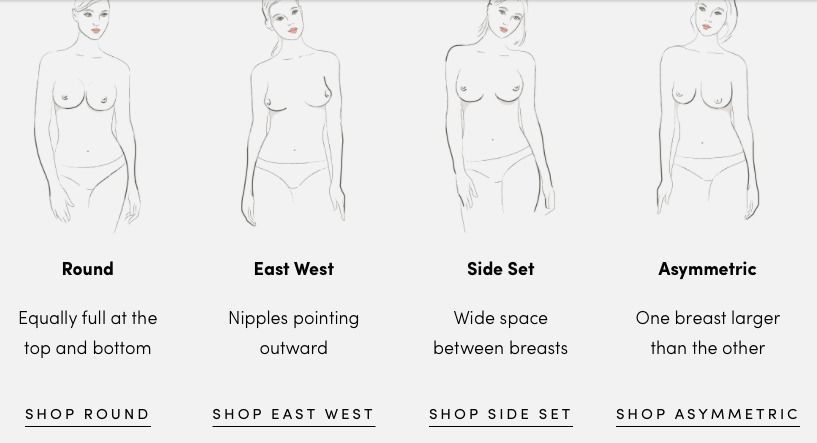 Round
Equally full at the
top and bottom
SHOP ROUND
East West
Nipples pointing
outward
SHOP EAST WEST
Side Set
Wide space
between breasts
SHOP SIDE SET
Asymmetric
One breast larger
than the other
SHOP ASYMMETRIC